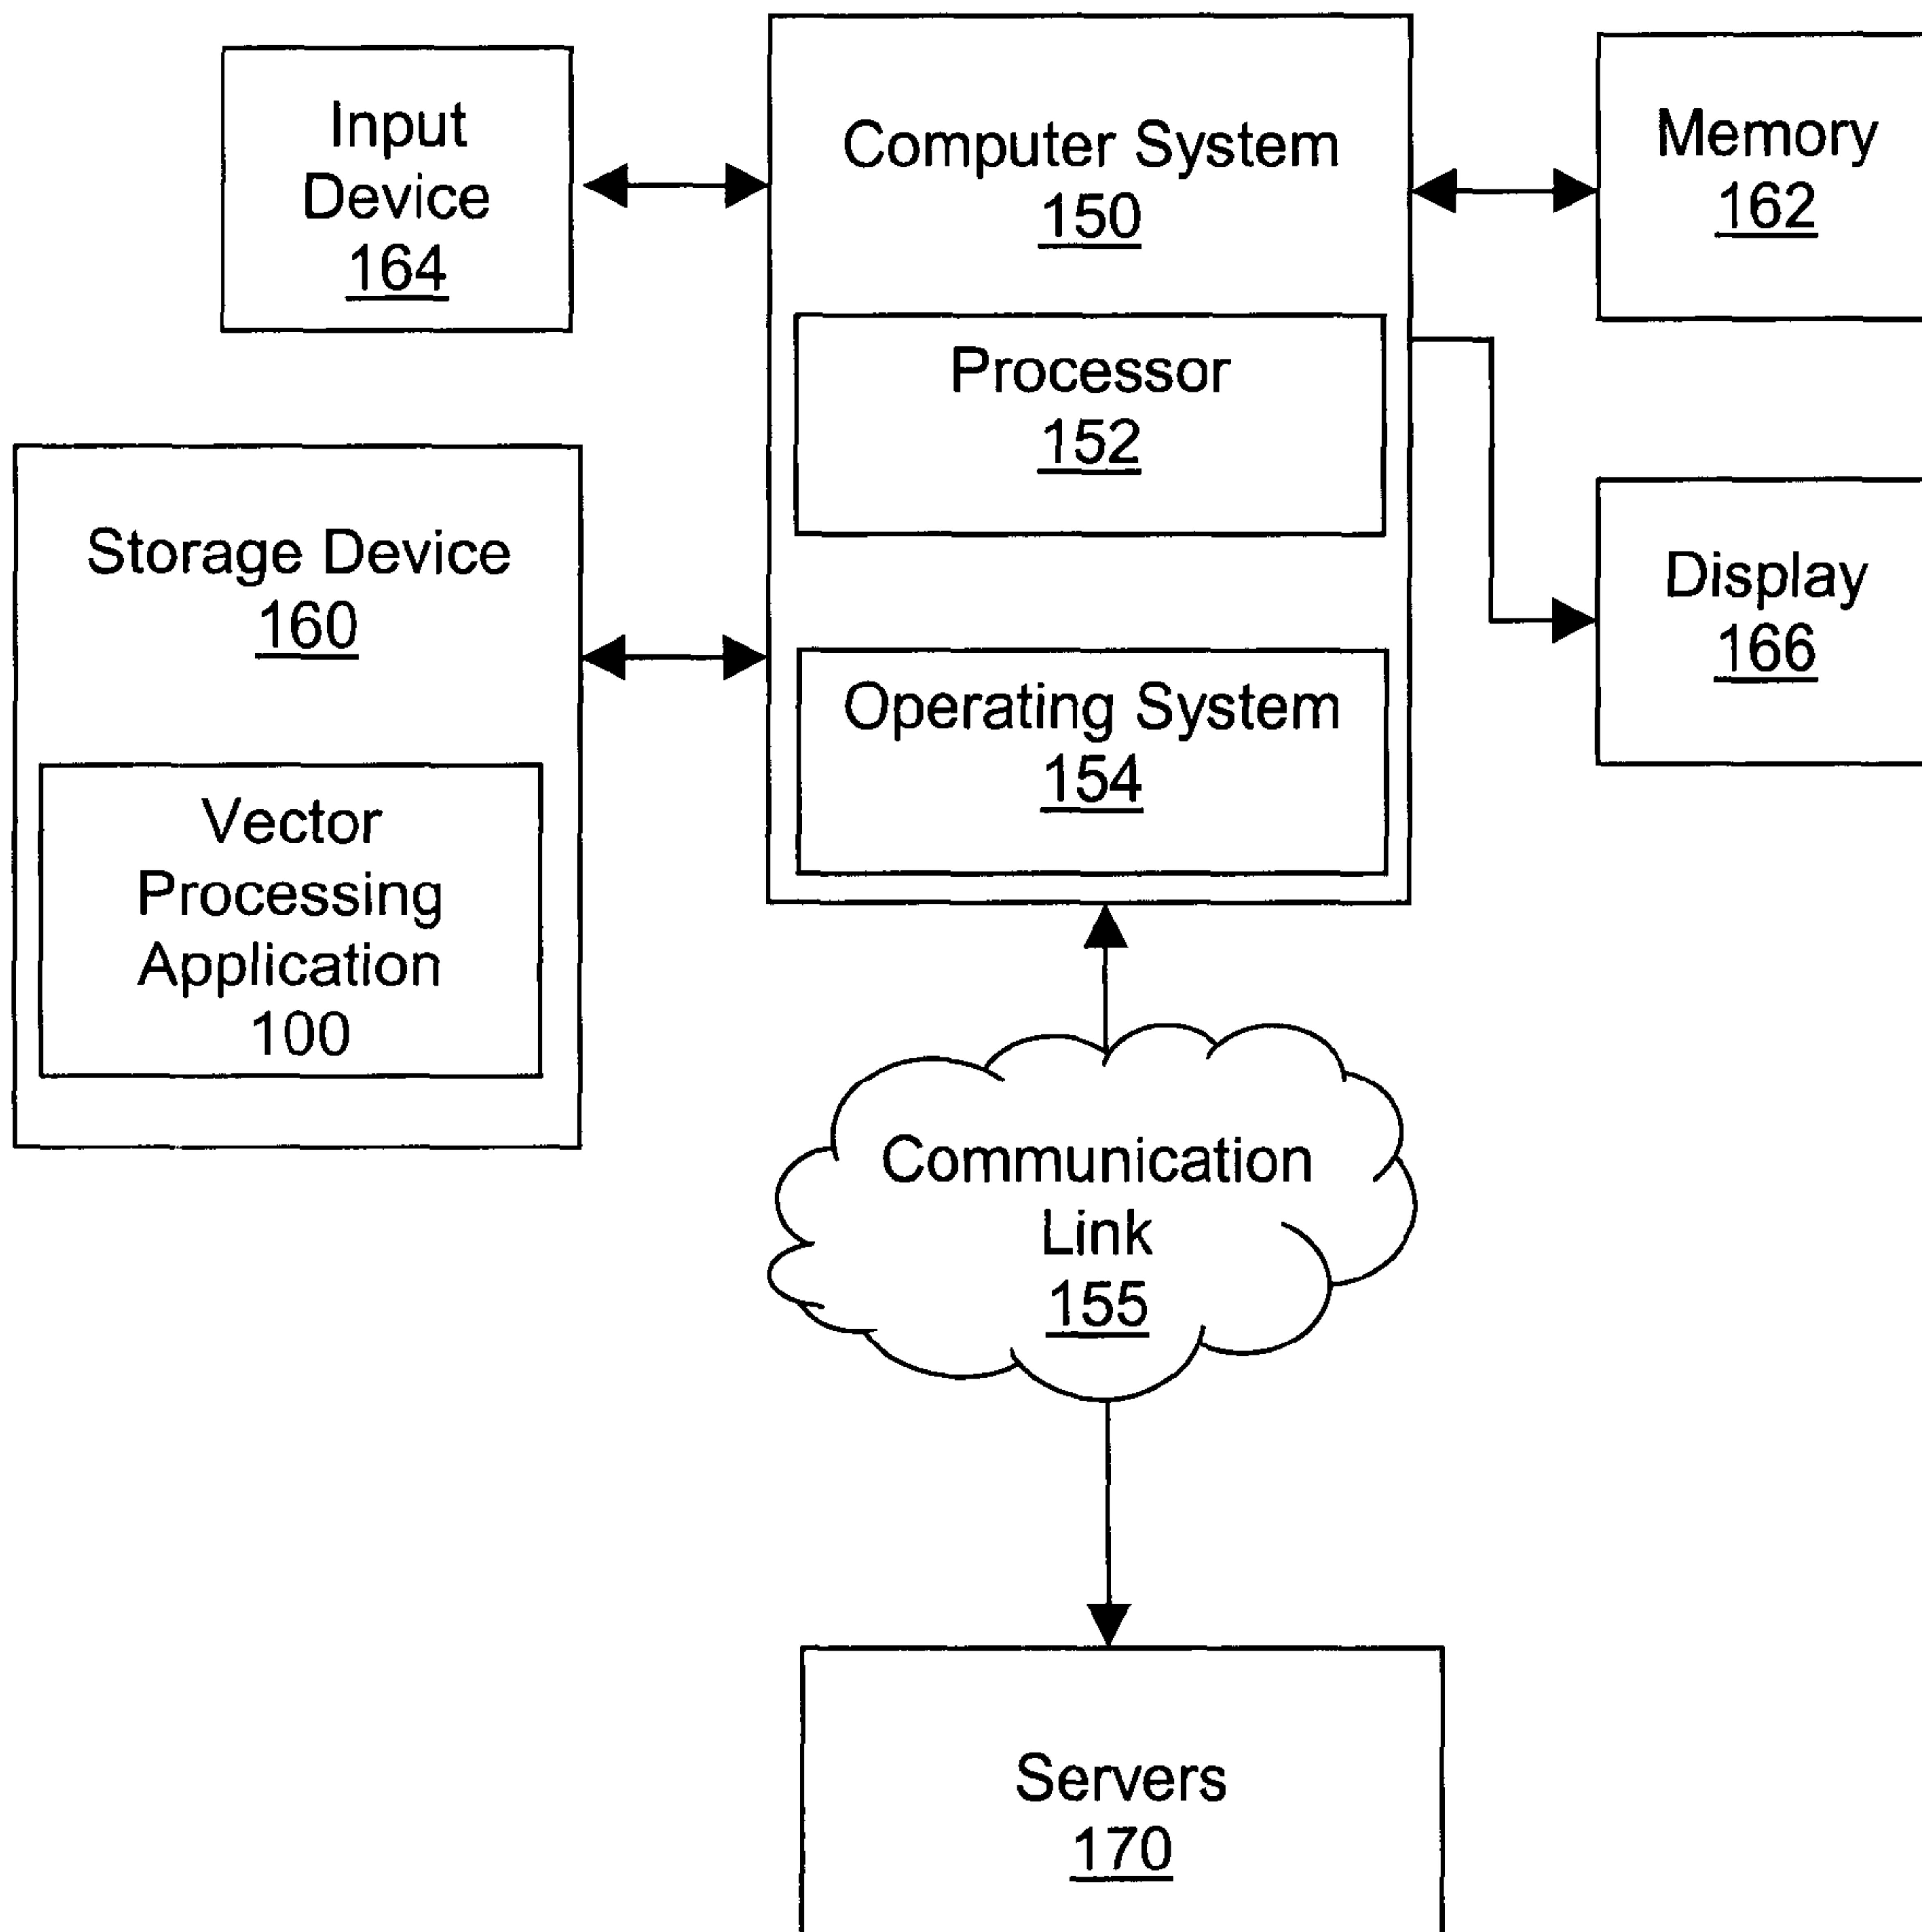 Input
Device
164
Computer System
150
Memory
162
Processor
152
Storage Device
160
Display
166
Operating System
154
Vector
Processing
Application
100
Communication
Link
155
Servers
170